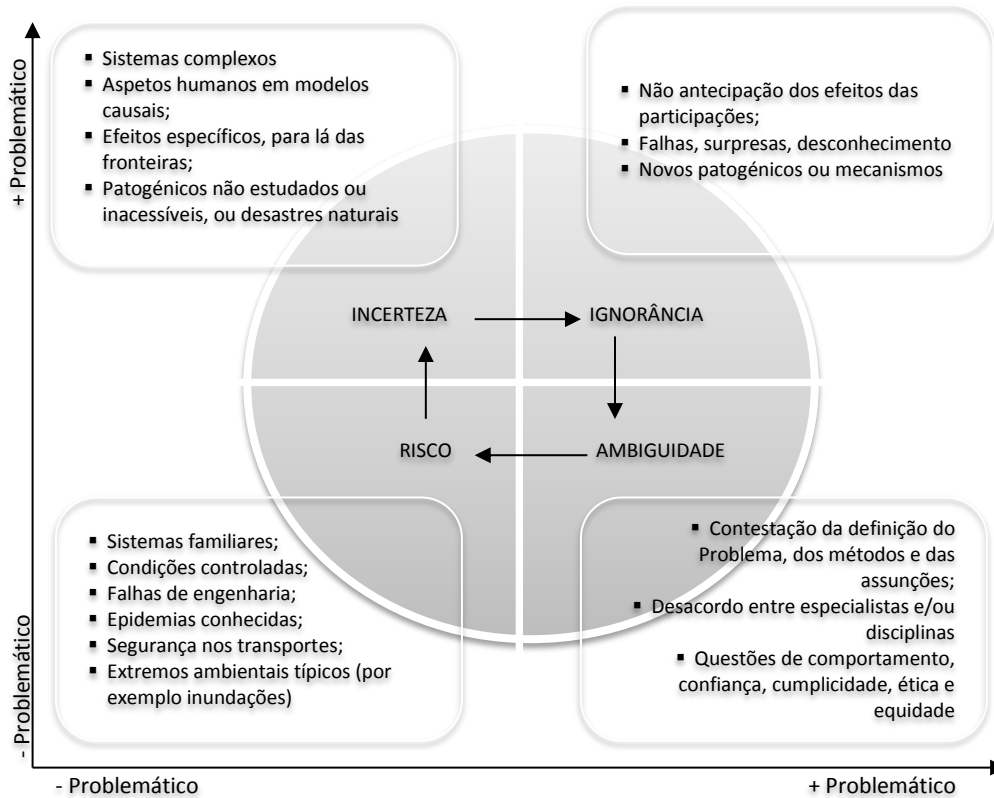 + Problemático
▪ Sistemas complexos
▪ Aspetos humanos em modelos
causais;
▪ Efeitos específicos, para lá das
fronteiras;
▪ Patogénicos não estudados ou
inacessíveis, ou desastres naturais
▪ Não antecipação dos efeitos das
participações;
▪ Falhas, surpresas, desconhecimento
▪ Novos patogénicos ou mecanismos
INCERTEZA
IGNORÂNCIA
RISCO
AMBIGUIDADE
▪ Sistemas familiares;
▪ Condições controladas;
▪ Falhas de engenharia;
▪ Epidemias conhecidas;
▪ Segurança nos transportes;
▪ Extremos ambientais típicos (por
exemplo inundações)
▪ Contestação da definição do
Problema, dos métodos e das
assunções;
▪ Desacordo entre especialistas e/ou
disciplinas
▪ Questões de comportamento,
confiança, cumplicidade, ética e
equidade
- Problemático
- Problemático
+ Problemático